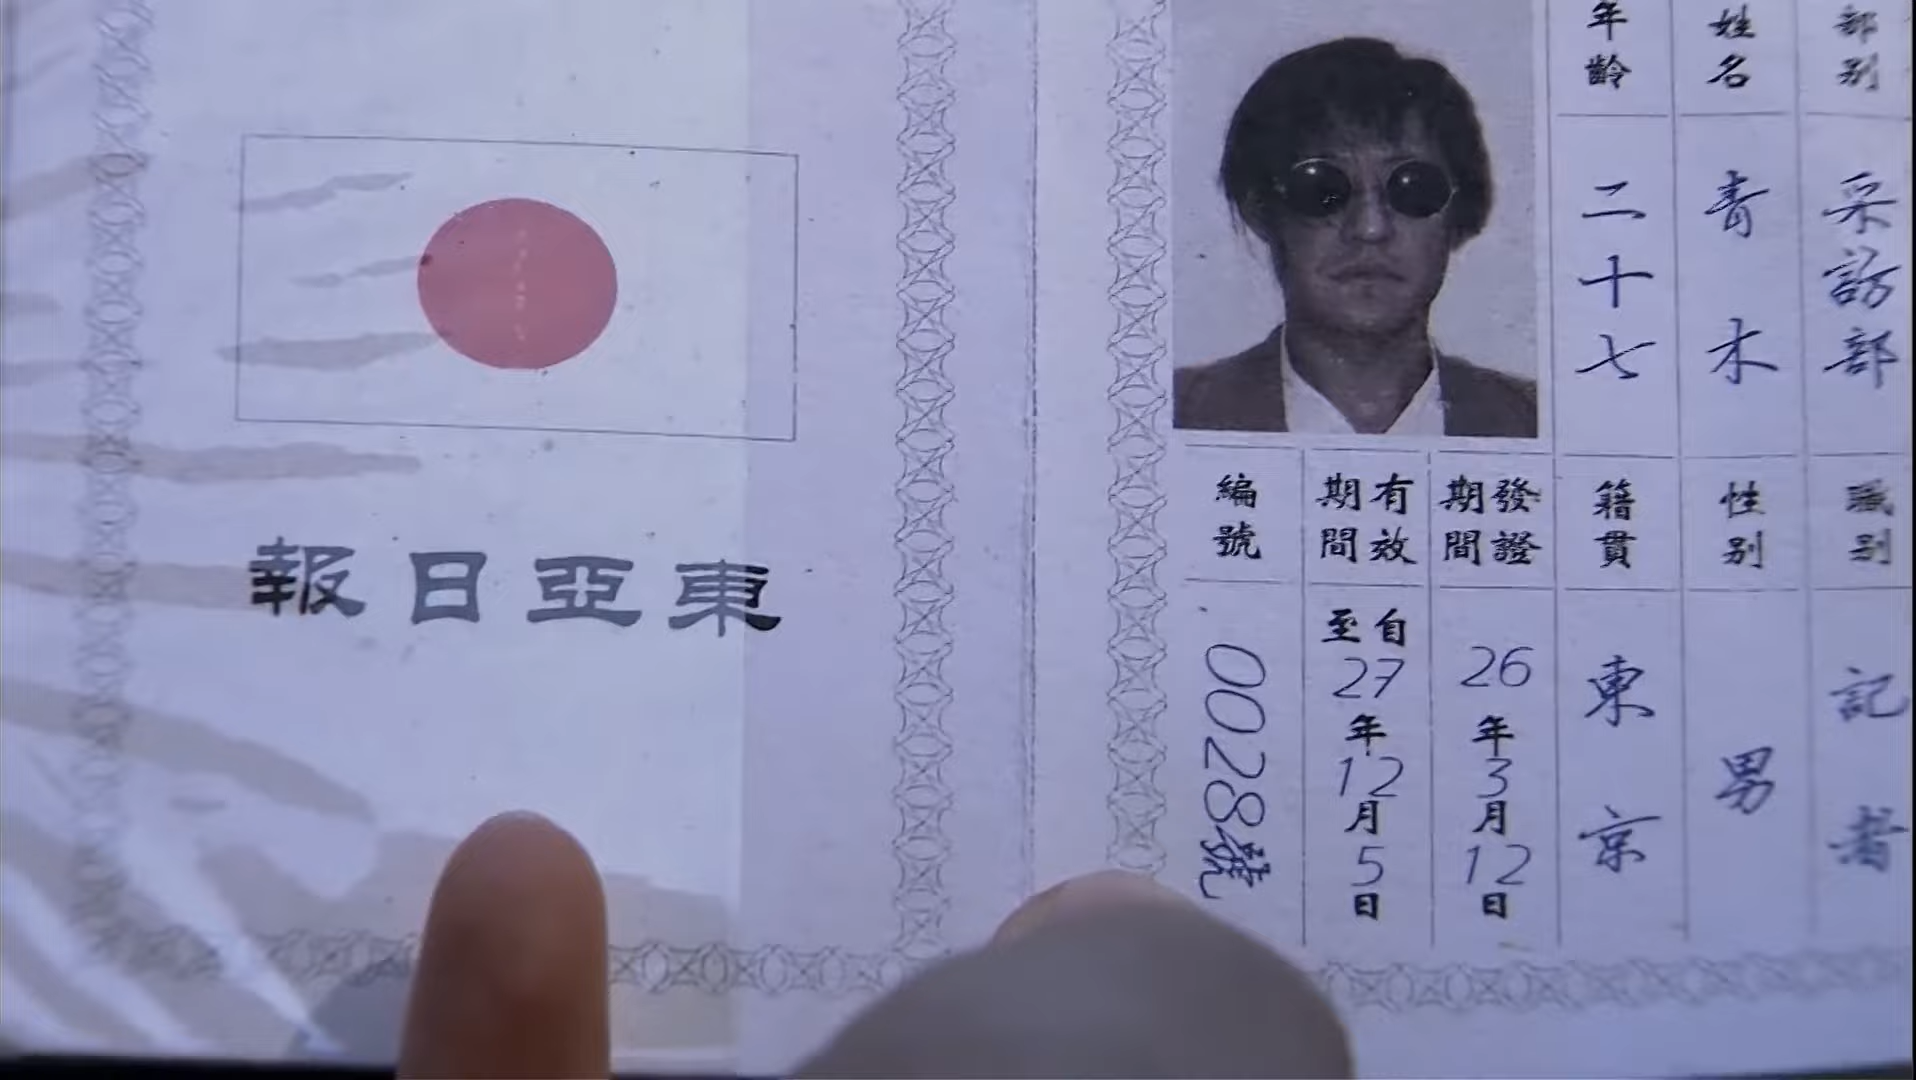 東亞日報
部别
采訪部
職别
記者
姓名
青木
性别
男
年齡
二十七
籍貫
東京
發證期間
26年3月12日
有效期間
自至
27年12月5日
編號
0028號